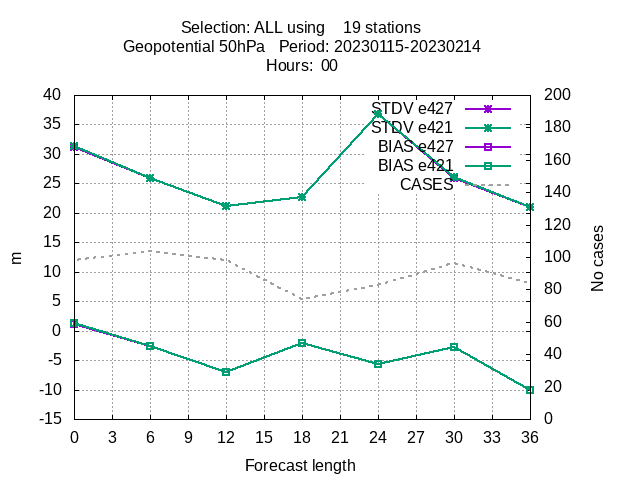 Selection: ALL using    19 stations
Geopotential 50hPa   Period: 20230115-20230214
Hours:  00
40
35
30
25
20
15
10
5
0
-5
-10
-15
m
STDV e427
STDV e421
BIAS e427
BIAS e421
CASES
200
180
160
140
120
100
80
60
40
20
0
No cases
0 3 6 9 12 15 18 21 24 27 30 33 36
Forecast length